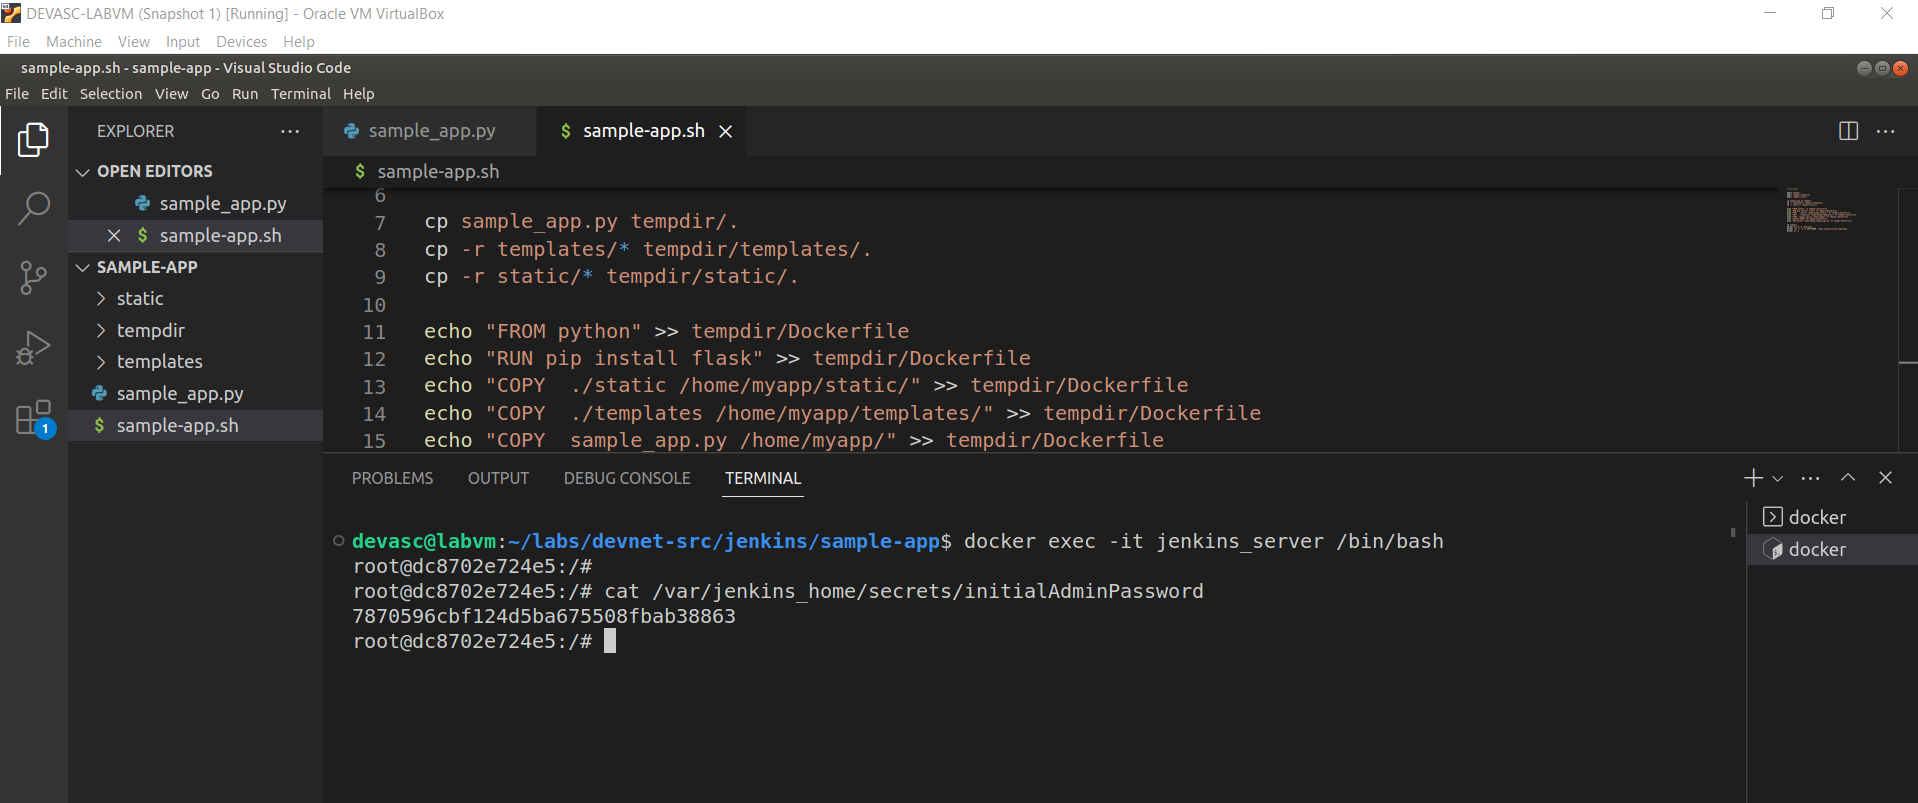 DEVASC-LABVM (Snapshot 1) [Running] - Oracle VM VirtualBox
File Machine View Input Devices Help
sample-app.sh - sample-app - Visual Studio Code
File Edit Selection View Go Run Terminal Help
EXPLORER
OPEN EDITORS
sample_app.py
$ sample-app.sh
SAMPLE-APP
static
tempdir
templates
sample_app.py
$ sample-app.sh
1
sample_app.py $ sample-app.sh
$ sample-app.sh
6
7 cp sample_app.py tempdir/.
8 cp -r templates/* tempdir/templates/.
9 cp -r static/* tempdir/static/.
10
11 echo "FROM python" >> tempdir/Dockerfile
12 echo "RUN pip install flask" >> tempdir/Dockerfile
13 echo "COPY  ./static /home/myapp/static/" >> tempdir/Dockerfile
14 echo "COPY  ./templates /home/myapp/templates/" >> tempdir/Dockerfile
15 echo "COPY  sample_app.py /home/myapp/" >> tempdir/Dockerfile
PROBLEMS OUTPUT DEBUG CONSOLE TERMINAL
devasc@labvm:~/labs/devnet-src/jenkins/sample-app$ docker exec -it jenkins_server /bin/bash
root@dc8702e724e5:/#
root@dc8702e724e5:/# cat /var/jenkins_home/secrets/initialAdminPassword
7870596cbf124d5ba675508fbab38863
root@dc8702e724e5:/#
docker
docker